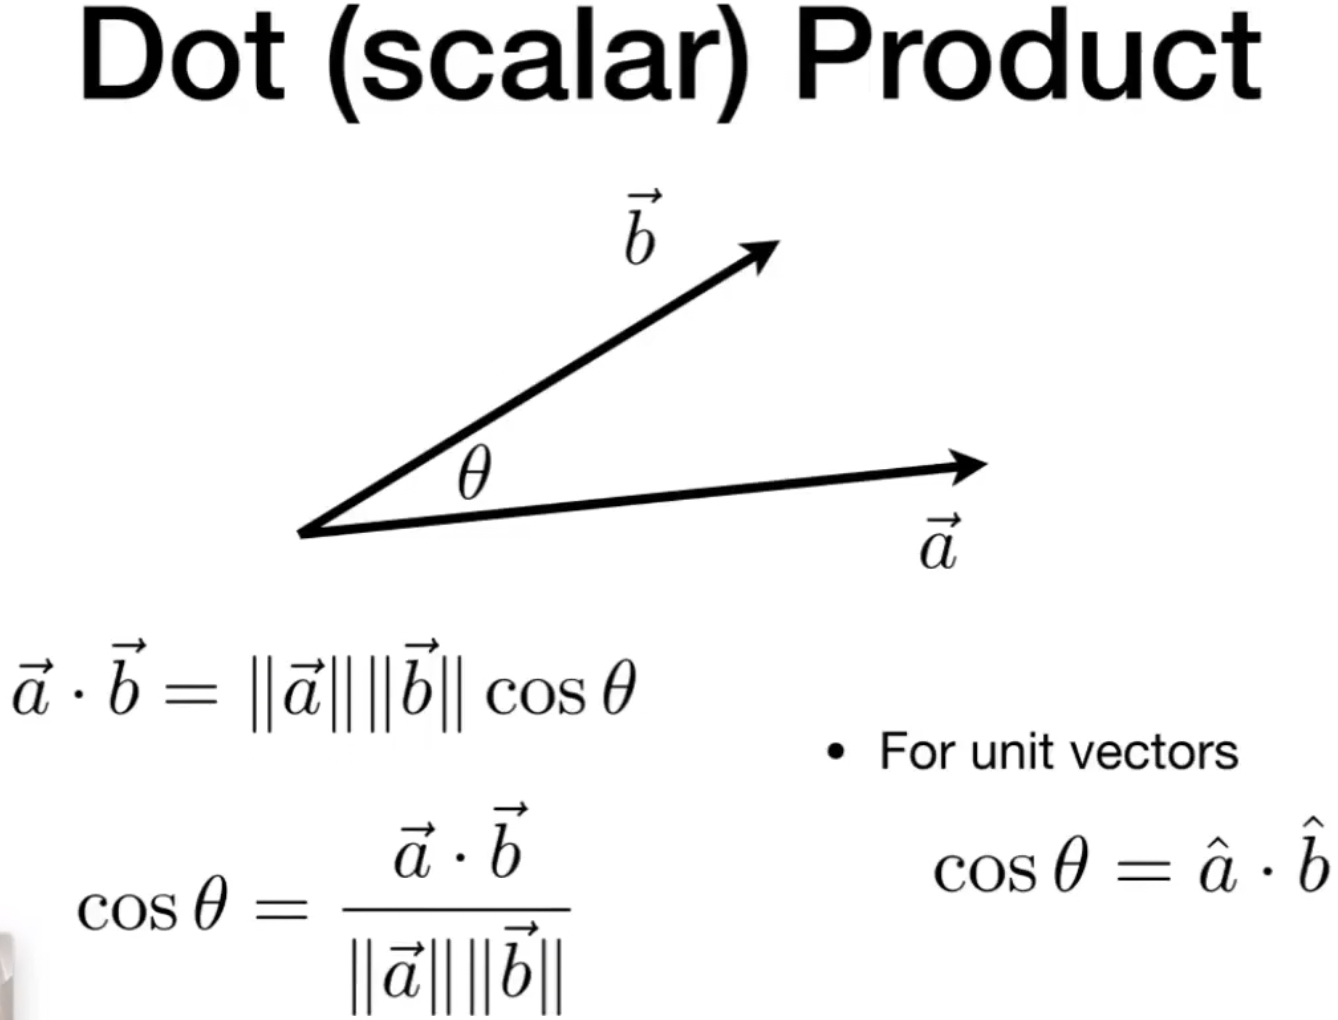 Dot (scalar) Product
$\vec{b}$
$\theta$
$\vec{a}$
$\vec{a} \cdot \vec{b} = \|\vec{a}\| \|\vec{b}\| \cos \theta$
• For unit vectors
$\cos \theta = \frac{\vec{a} \cdot \vec{b}}{\|\vec{a}\| \|\vec{b}\|}$
$\cos \theta = \hat{a} \cdot \hat{b}$